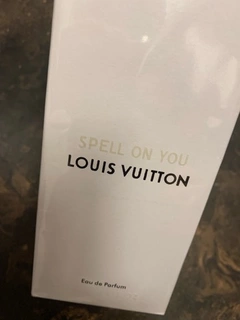 SPELL ON YOU
LOUIS VUITTON
Eau de Parfum